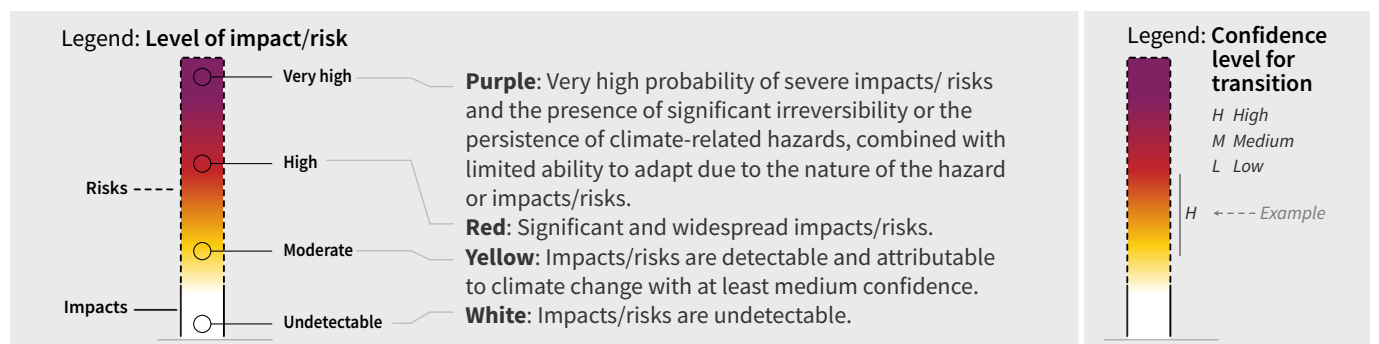 Legend: Level of impact/risk
Very high
High
Risks
Moderate
Impacts
Undetectable
Purple: Very high probability of severe impacts/ risks
and the presence of significant irreversibility or the
persistence of climate-related hazards, combined with
limited ability to adapt due to the nature of the hazard
or impacts/risks.
Red: Significant and widespread impacts/risks.
Yellow: Impacts/risks are detectable and attributable
to climate change with at least medium confidence.
White: Impacts/risks are undetectable.
Legend: Confidence
level for
transition
H High
M Medium
L Low
H
Example